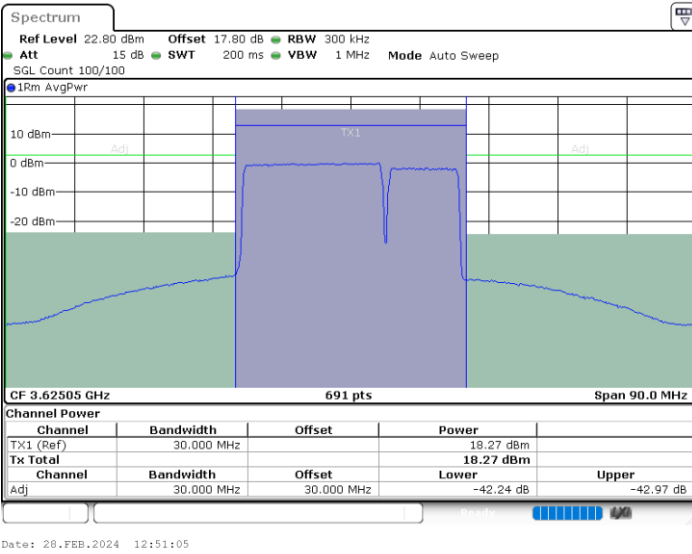 Spectrum
Ref Level 22.80 dBm Offset 17.80 dB RBW 300 kHz
Att 15 dB SWT 200 ms VBW 1 MHz Mode Auto Sweep
SGL Count 100/100
1Rm AvgPwr
10 dBm
TX1
Adj
Adj
0 dBm
-10 dBm
-20 dBm
CF 3.62505 GHz 691 pts Span 90.0 MHz
Channel Power
Channel Bandwidth Offset Power
TX1 (Ref) 30.000 MHz 18.27 dBm
Tx Total 18.27 dBm
Channel Bandwidth Offset Lower Upper
Adj 30.000 MHz 30.000 MHz -42.24 dB -42.97 dB
Date: 28.FEB.2024 12:51:05